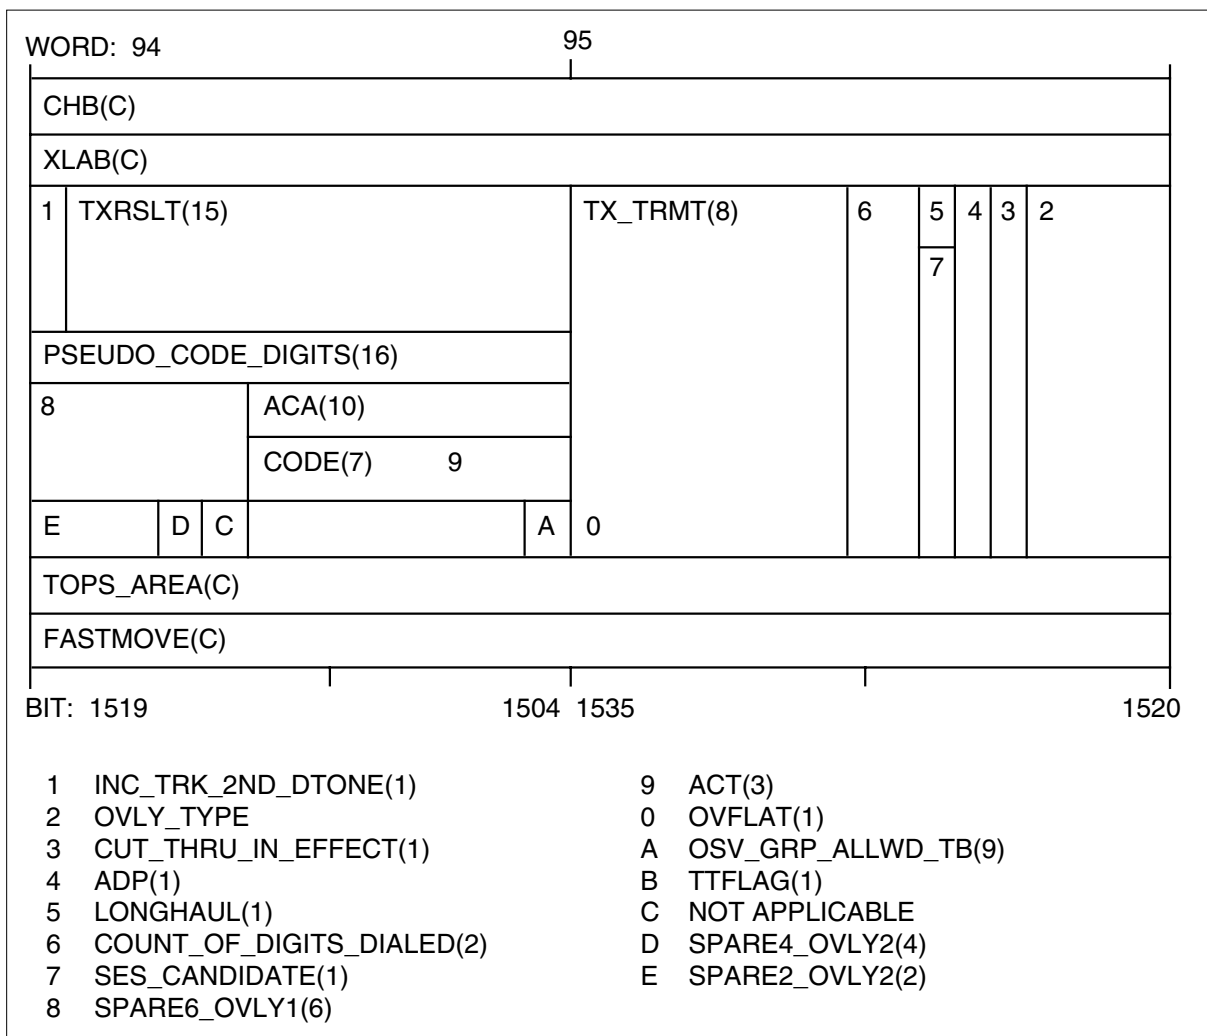 WORD: 94 95
CHB(C)
XLAB(C)
1 TXRSLT(15) TX_TRMT(8) 6 5 4 3 2
7
PSEUDO_CODE_DIGITS(16)
8 ACA(10)
CODE(7) 9
E D C A 0
TOPS_AREA(C)
FASTMOVE(C)
BIT: 1519 1504 1535 1520
1 INC_TRK_2ND_DTONE(1) 9 ACT(3)
2 OVLY_TYPE 0 OVFLAT(1)
3 CUT_THRU_IN_EFFECT(1) A OSV_GRP_ALLWD_TB(9)
4 ADP(1) B TTFLAG(1)
5 LONGHAUL(1) C NOT APPLICABLE
6 COUNT_OF_DIGITS_DIALED(2) D SPARE4_OVLY2(4)
7 SES_CANDIDATE(1) E SPARE2_OVLY2(2)
8 SPARE6_OVLY1(6)